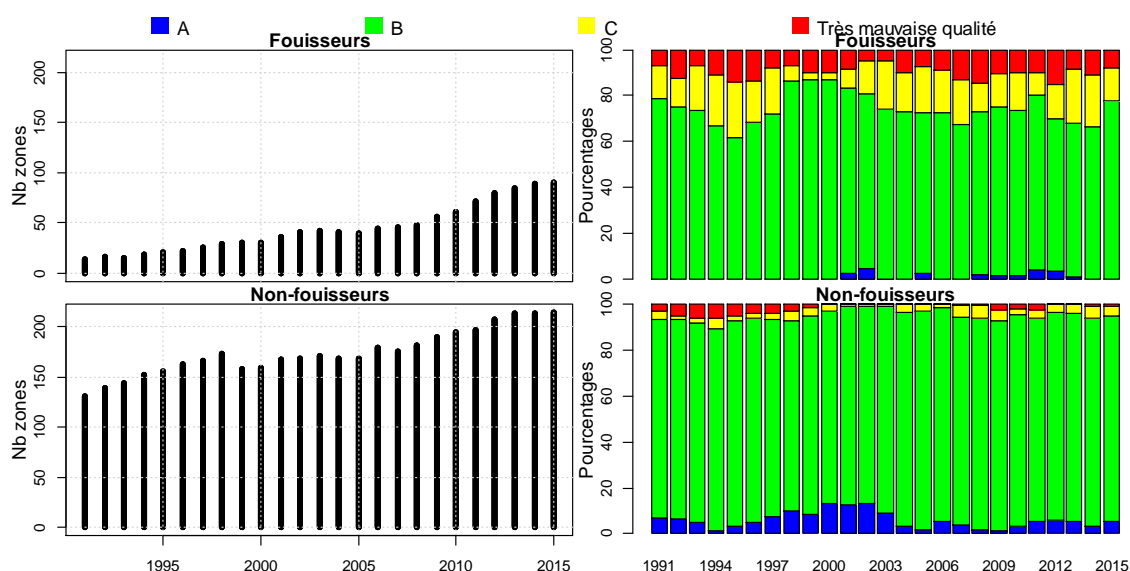 A B C Très mauvaise qualité
Fouisseurs
Nb zones
0 50 100 150 200
Fouisseurs
Pourcentages
0 20 40 60 80 100
Non-fouisseurs
Nb zones
0 50 100 150 200
1995 2000 2005 2010 2015
Non-fouisseurs
Pourcentages
0 20 40 60 80 100
1991 1994 1997 2000 2003 2006 2009 2012 2015